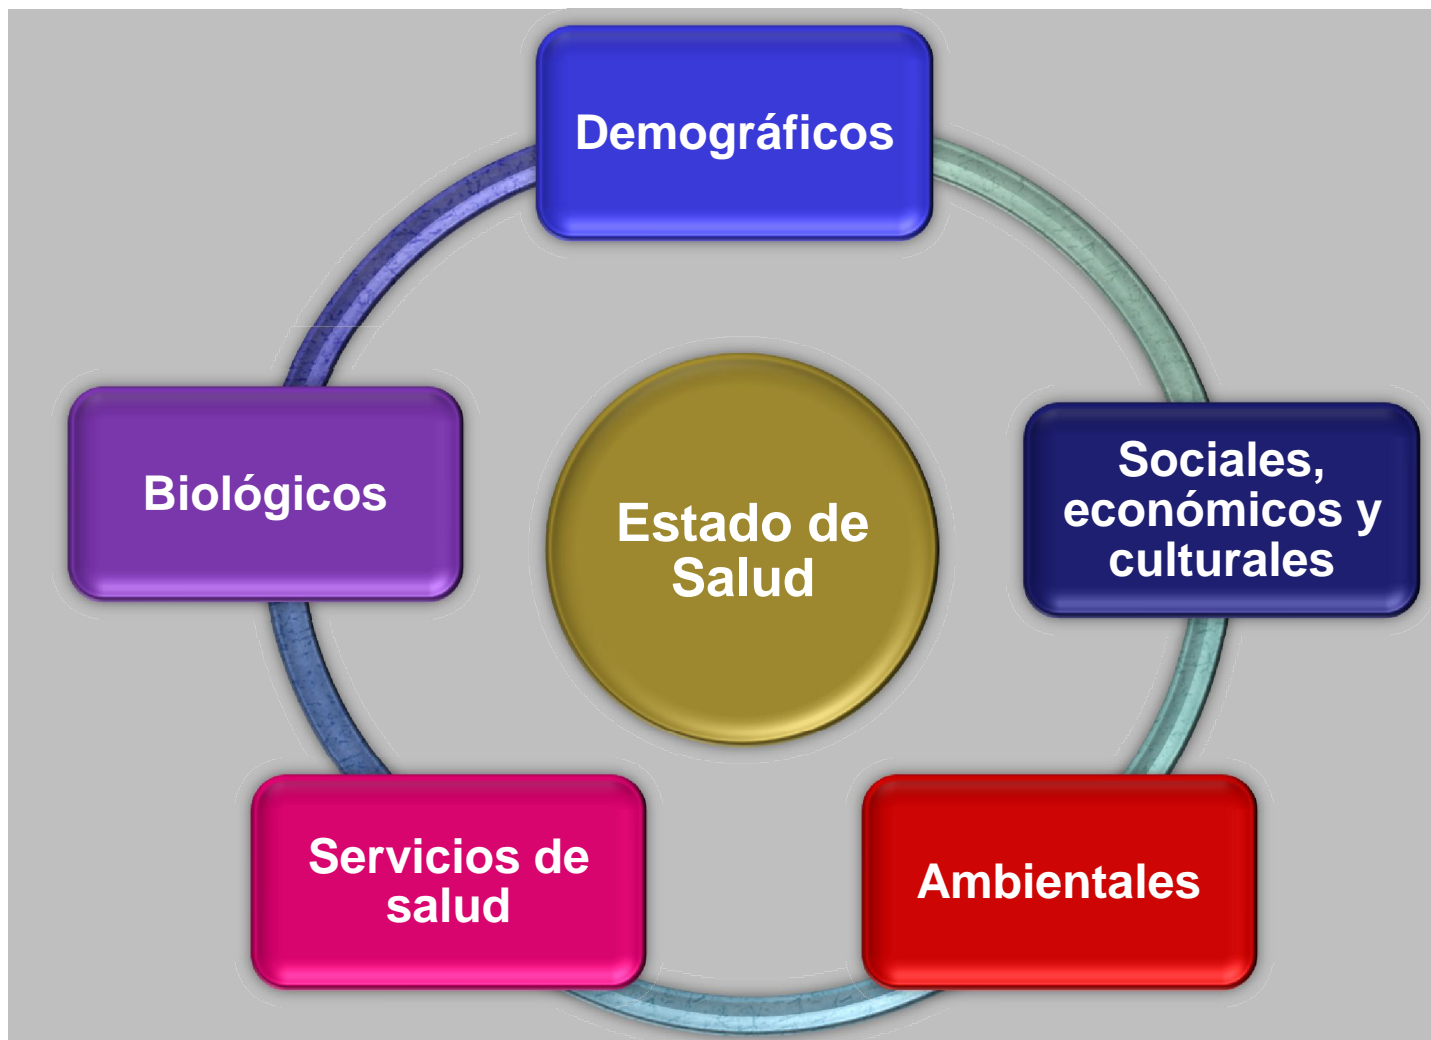 Demográficos
Sociales,
económicos y
culturales
Ambientales
Servicios de
salud
Biológicos
Estado de
Salud